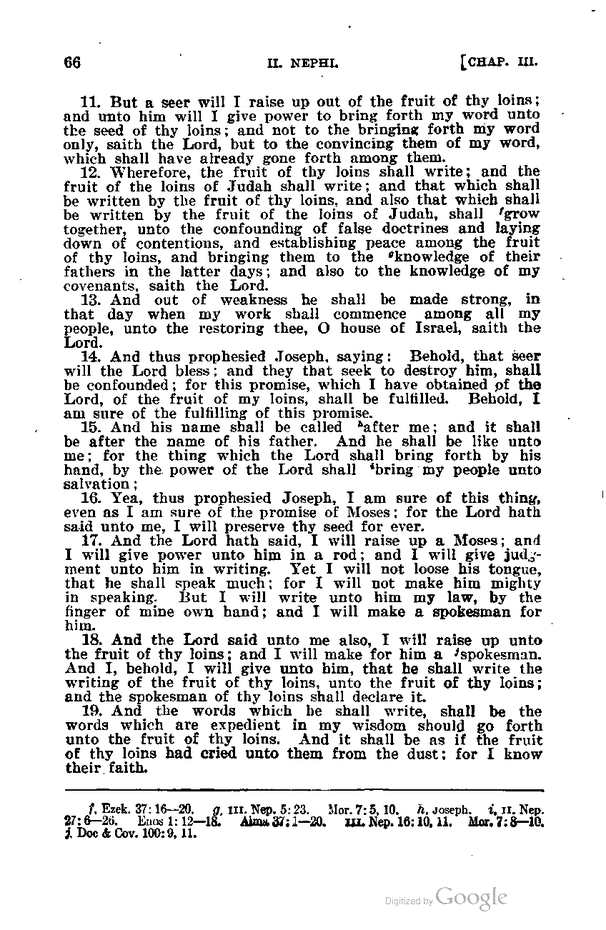 66 II. NEPHI. [CHAP. III.
11. But a seer will I raise up out of the fruit of thy loins;
and unto him will I give power to bring forth my word unto
the seed of thy loins; and not to the bringing forth my word
only, saith the Lord, but to the convincing them of my word,
which shall have already gone forth among them.
12. Wherefore, the fruit of thy loins shall write; and the
fruit of the loins of Judah shall write; and that which shall
be written by the fruit of thy loins, and also that which shall
be written by the fruit of the loins of Judah, shall ᶠgrow
together, unto the confounding of false doctrines and laying
down of contentions, and establishing peace among the fruit
of thy loins, and bringing them to the ᵍknowledge of their
fathers in the latter days; and also to the knowledge of my
covenants, saith the Lord.
13. And out of weakness he shall be made strong, in
that day when my work shall commence among all my
people, unto the restoring thee, O house of Israel, saith the
Lord.
14. And thus prophesied Joseph, saying: Behold, that seer
will the Lord bless; and they that seek to destroy him, shall
be confounded; for this promise, which I have obtained of the
Lord, of the fruit of my loins, shall be fulfilled. Behold, I
am sure of the fulfilling of this promise.
15. And his name shall be called ʰafter me; and it shall
be after the name of his father. And he shall be like unto
me; for the thing which the Lord shall bring forth by his
hand, by the power of the Lord shall ⁱbring my people unto
salvation;
16. Yea, thus prophesied Joseph, I am sure of this thing,
even as I am sure of the promise of Moses; for the Lord hath
said unto me, I will preserve thy seed for ever.
17. And the Lord hath said, I will raise up a Moses; and
I will give power unto him in a rod; and I will give judg-
ment unto him in writing. Yet I will not loose his tongue,
that he shall speak much; for I will not make him mighty
in speaking. But I will write unto him my law, by the
finger of mine own hand; and I will make a spokesman for
him.
18. And the Lord said unto me also, I will raise up unto
the fruit of thy loins; and I will make for him a ʲspokesman.
And I, behold, I will give unto him, that he shall write the
writing of the fruit of thy loins, unto the fruit of thy loins;
and the spokesman of thy loins shall declare it.
19. And the words which he shall write, shall be the
words which are expedient in my wisdom should go forth
unto the fruit of thy loins. And it shall be as if the fruit
of thy loins had cried unto them from the dust; for I know
their faith.
f, Ezek. 37: 16—20. g, III. Nep. 5: 23. Mor. 7: 5, 10. h, Joseph. i, II. Nep.
27: 6—26. Enos 1: 12—18. Alma 37: 1—20. III. Nep. 16: 10, 11. Mor. 7: 8—10.
j, Doc & Cov. 100: 9, 11.
Digitized by Google